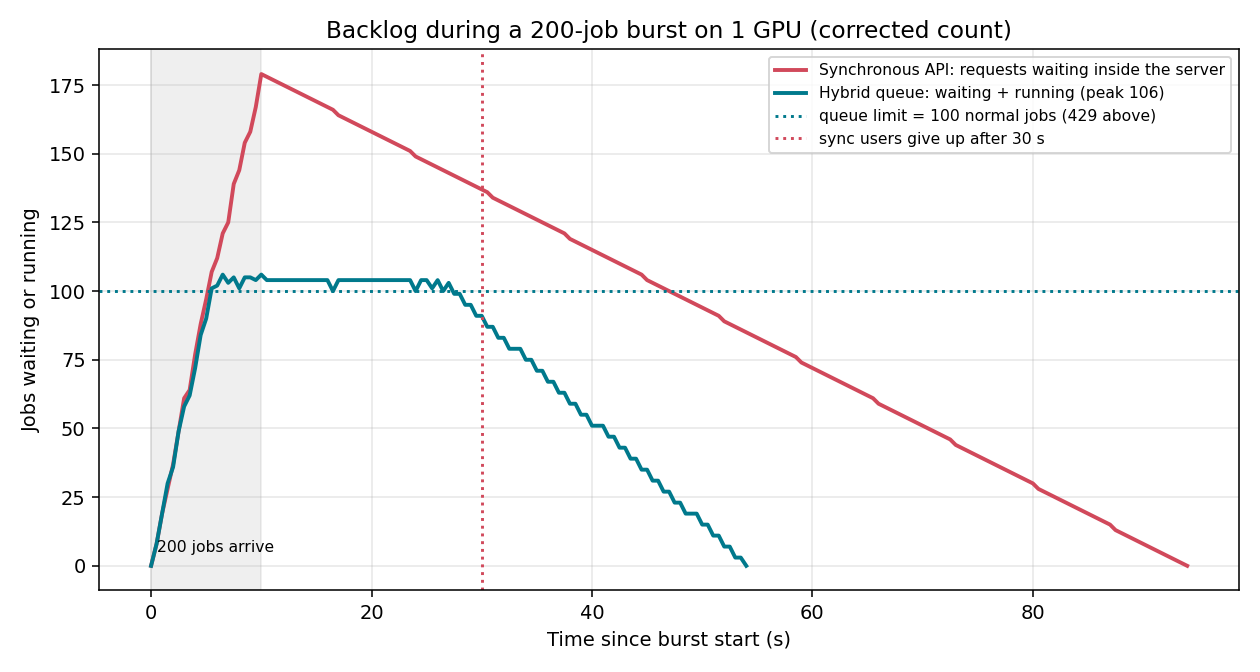 Backlog during a 200-job burst on 1 GPU (corrected count)
Synchronous API: requests waiting inside the server
Hybrid queue: waiting + running (peak 106)
queue limit = 100 normal jobs (429 above)
sync users give up after 30 s
Jobs waiting or running
175
150
125
100
75
50
25
0
200 jobs arrive
0 20 40 60 80
Time since burst start (s)